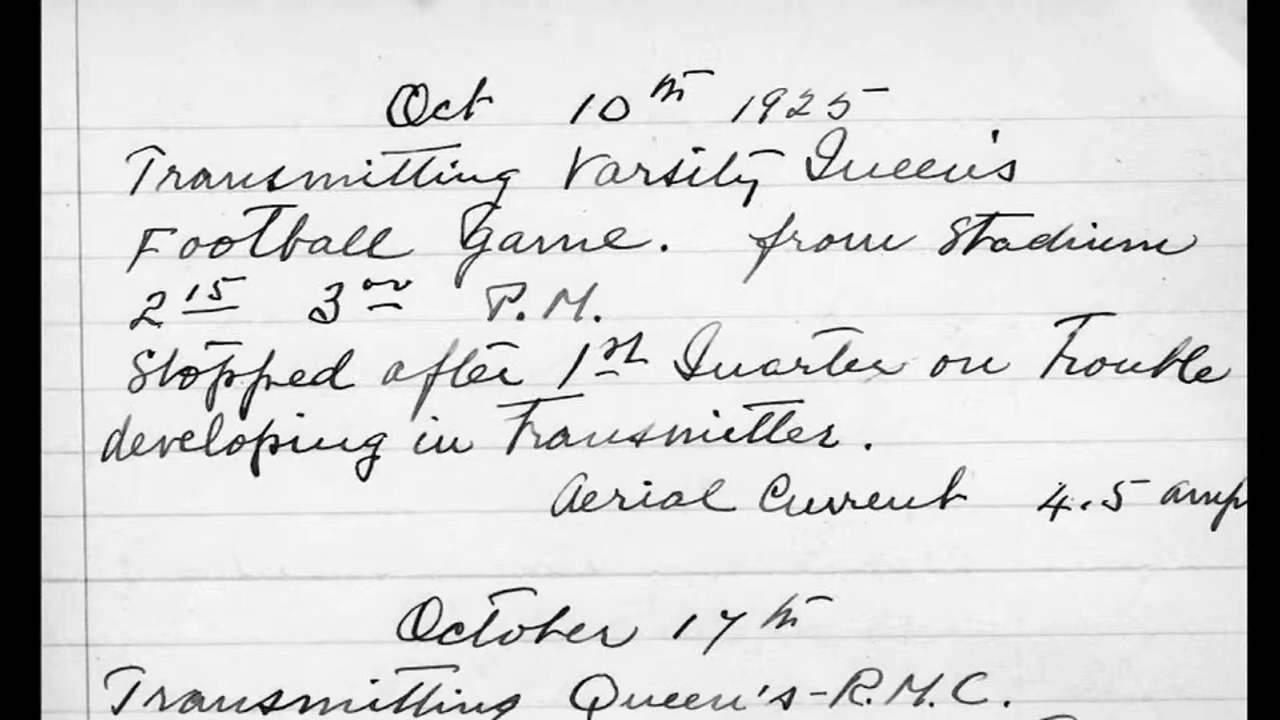 Oct 10th 1925
Transmitting Varsity Queen's
Football Game. from Stadium
2 15 3 00 P.M.
Stopped after 1st Quarter on Trouble
developing in Transmitter.
Aerial Current 4.5 amp
October 17th
Transmitting Queen's-R.M.C.